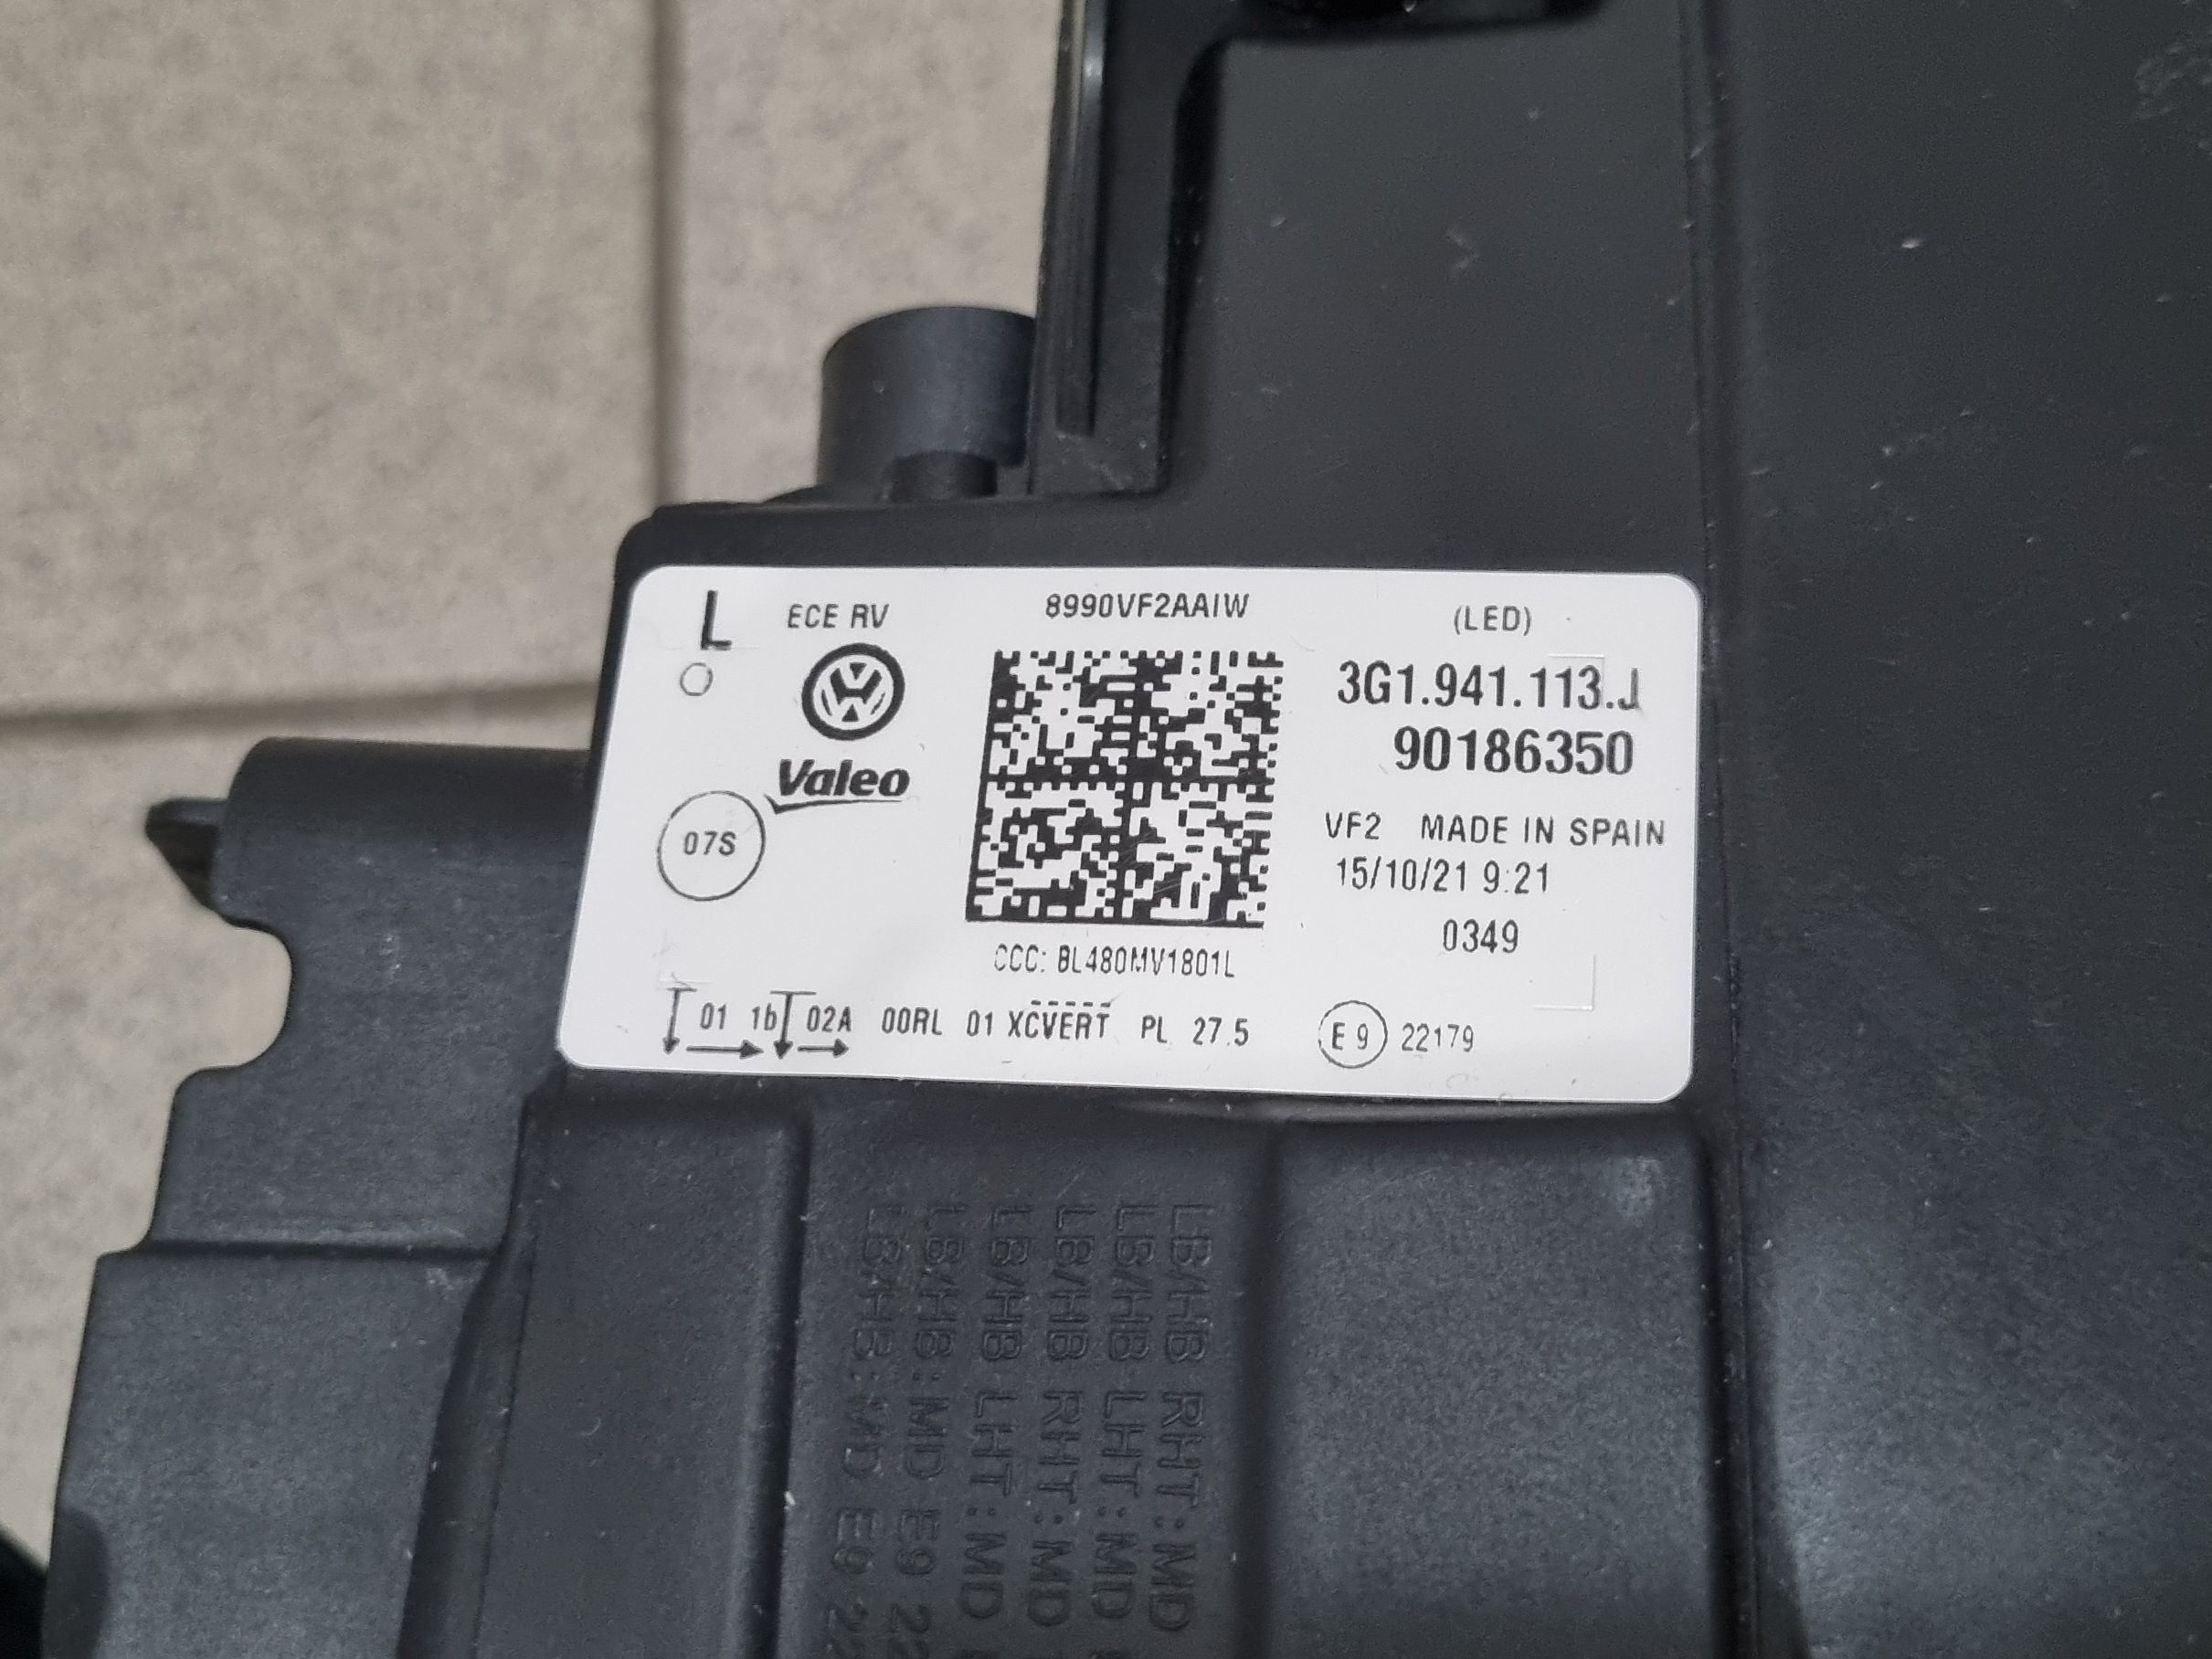 L
ECE RV
8990VF2AAIW
(LED)
3G1.941.113.J
90186350
Valeo
07S
VF2 MADE IN SPAIN
15/10/21 9:21
0349
CCC: BL480MV1801L
01 1b 02A 00RL 01 XCVERT PL 27.5
E 9 22179
LB/HB RHT: MD
LB/HB LHT: MD
LB/HB RHT: MD
LB/HB LHT: MD
LB/HB: MD E9 22
LB/HB: MD E9 22